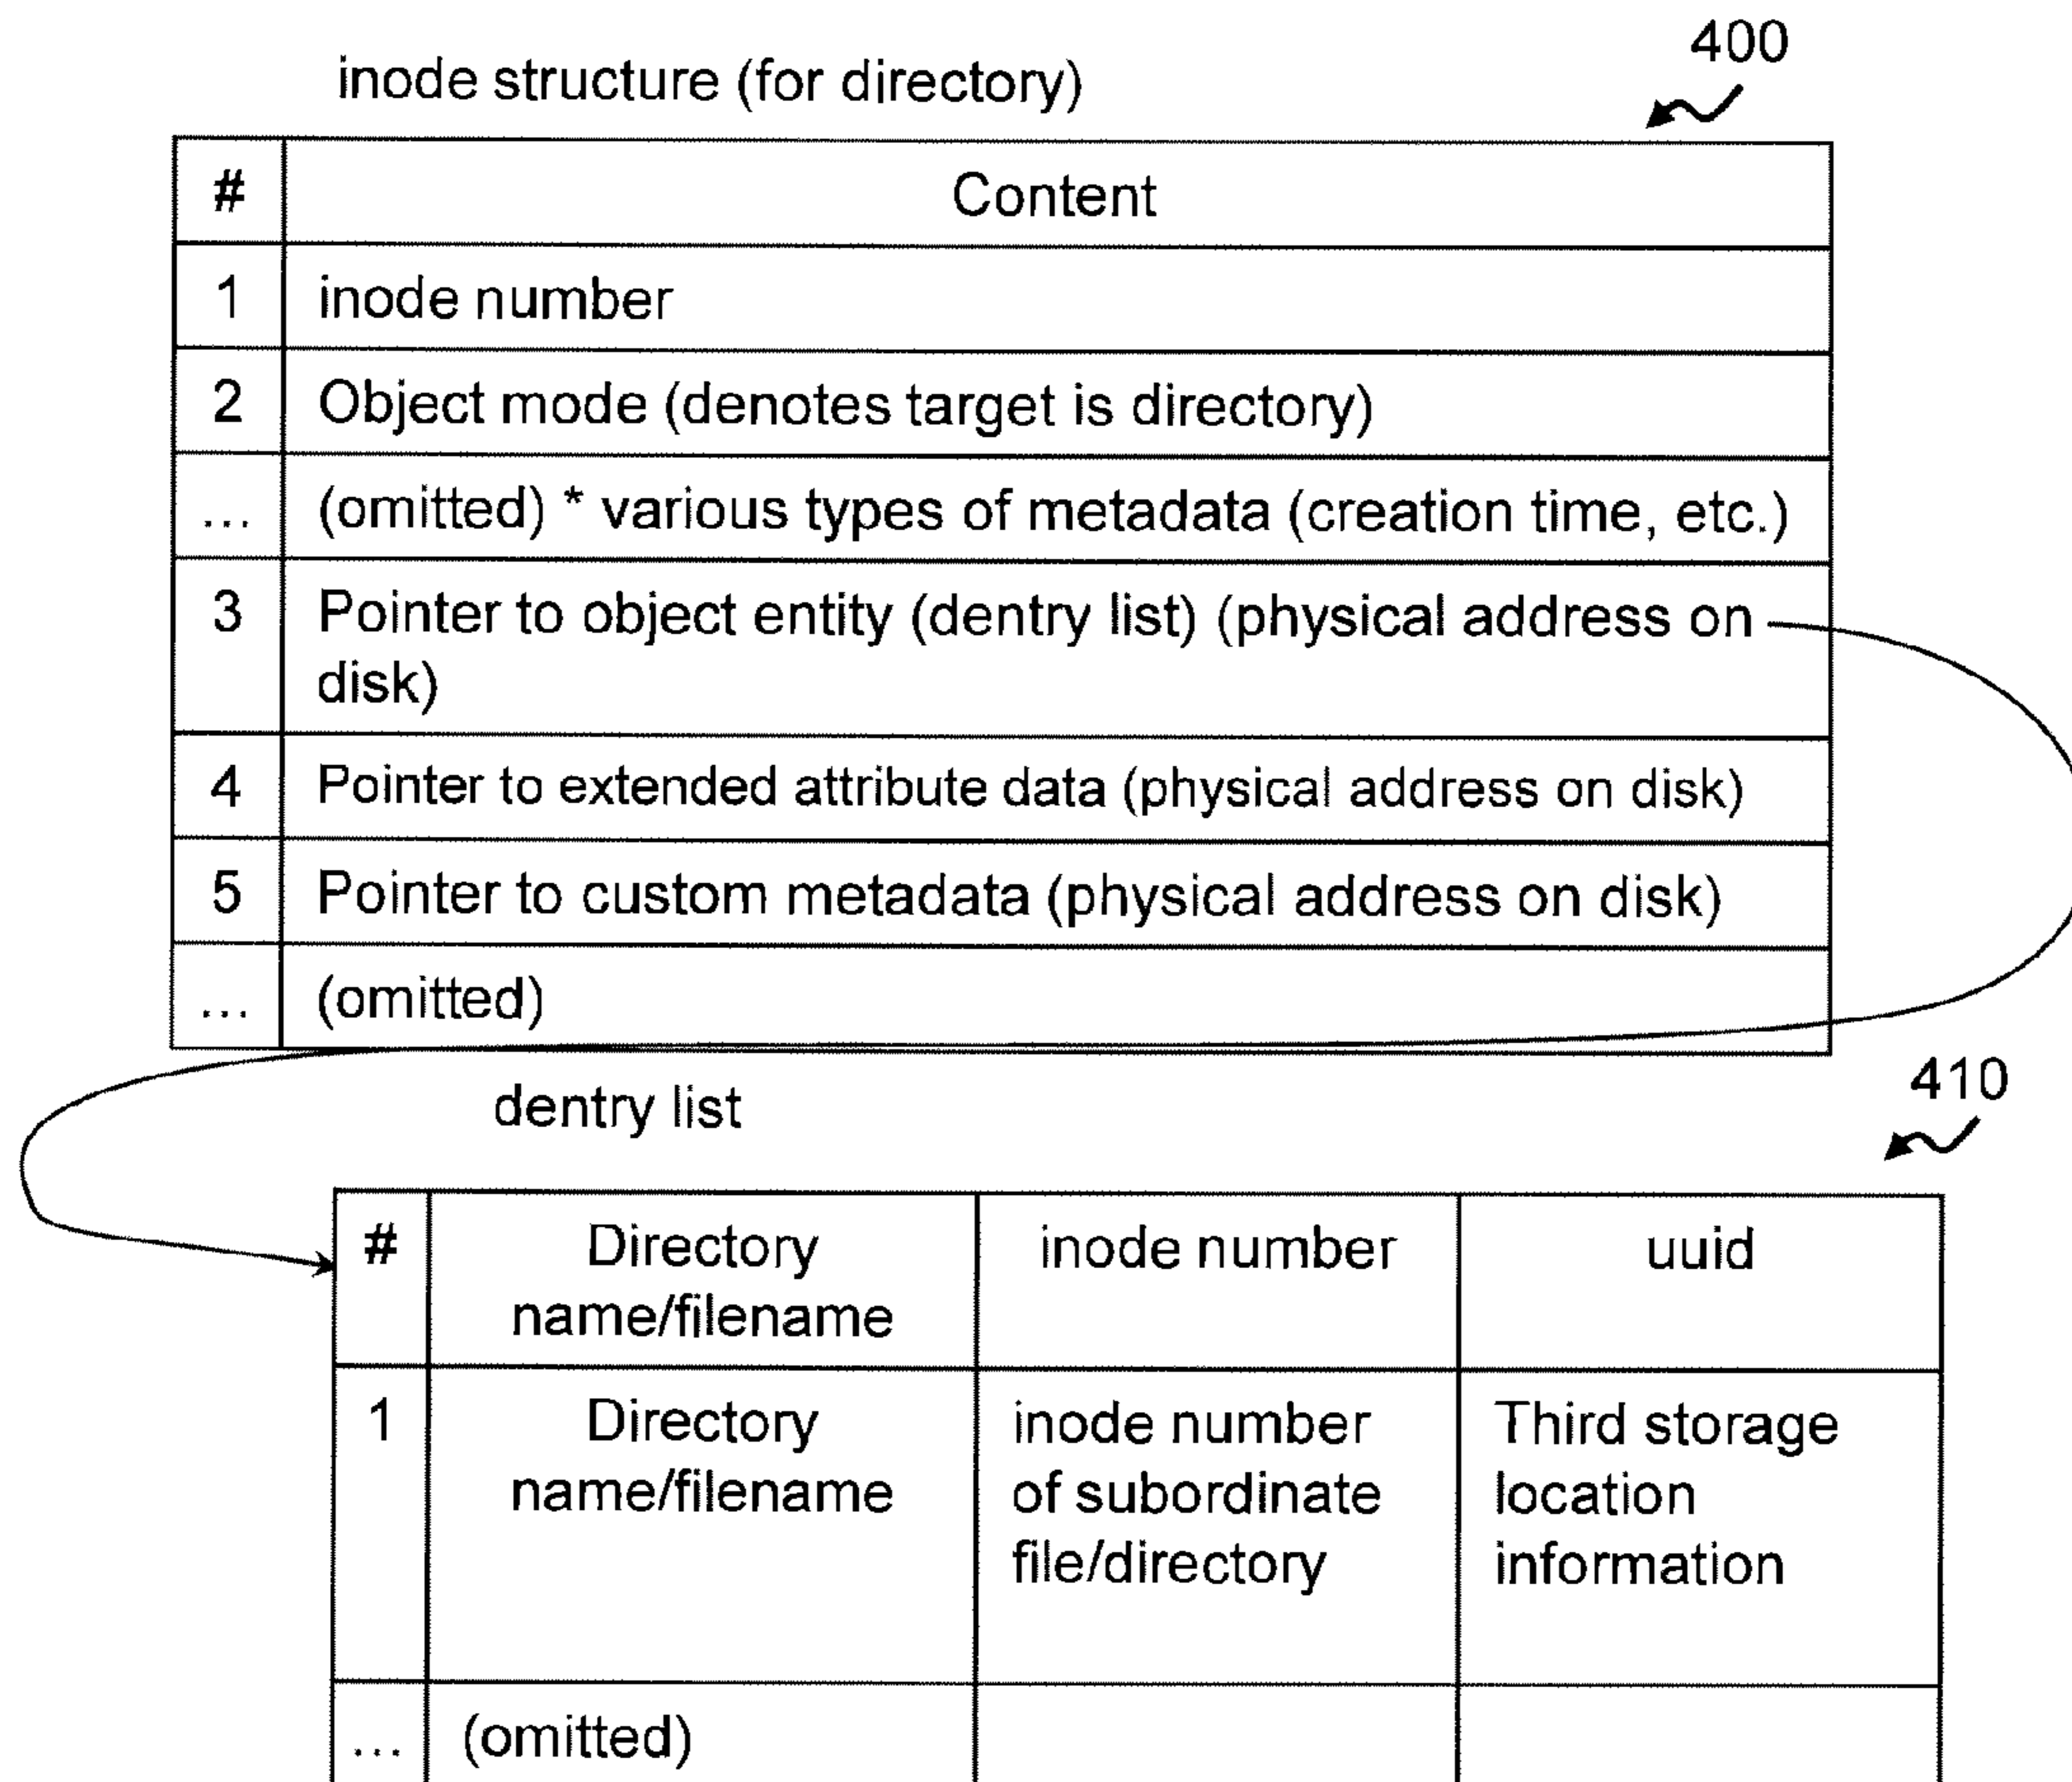 400
inode structure (for directory)
# Content
1 inode number
2 Object mode (denotes target is directory)
... (omitted) * various types of metadata (creation time, etc.)
3 Pointer to object entity (dentry list) (physical address on
disk)
4 Pointer to extended attribute data (physical address on disk)
5 Pointer to custom metadata (physical address on disk)
... (omitted)
410
dentry list
# Directory inode number uuid
name/filename
1 Directory inode number Third storage
name/filename of subordinate location
file/directory information
... (omitted)